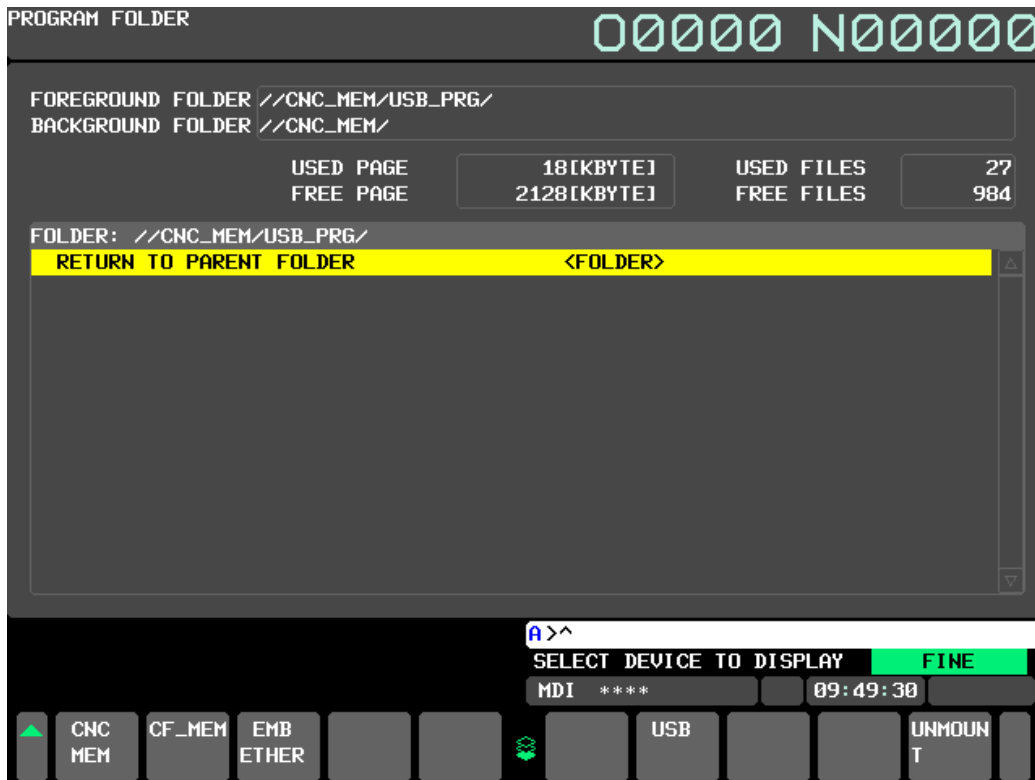 PROGRAM FOLDER
O0000 N00000
FOREGROUND FOLDER //CNC_MEM/USB_PRG/
BACKGROUND FOLDER //CNC_MEM/
USED PAGE 18[KBYTE] USED FILES 27
FREE PAGE 2128[KBYTE] FREE FILES 984
FOLDER: //CNC_MEM/USB_PRG/
RETURN TO PARENT FOLDER <FOLDER>
A>^
SELECT DEVICE TO DISPLAY FINE
MDI **** 09:49:30
CNC MEM
CF_MEM
EMB ETHER
USB
UNMOUN
T